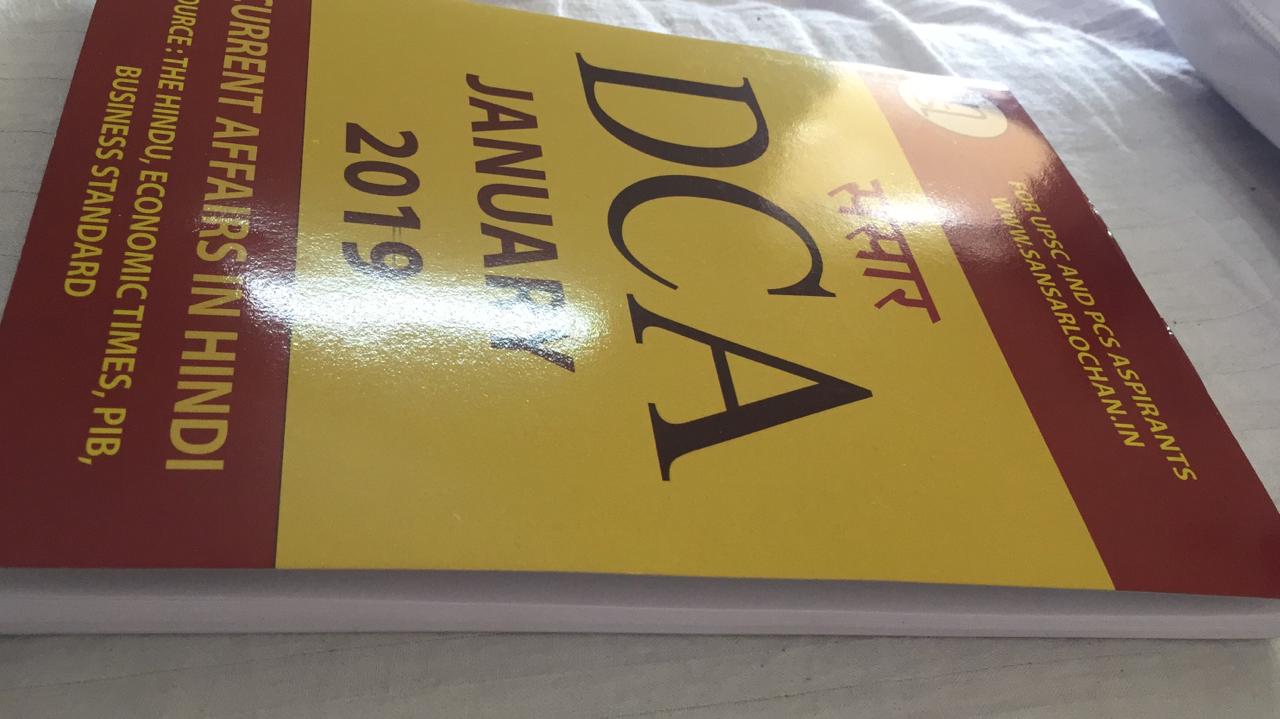 FOR UPSC AND PCS ASPIRANTS
WWW.SANSARLOCHAN.IN
संसार
DCA
JANUARY
2019
CURRENT AFFAIRS IN HINDI
OURCE: THE HINDU, ECONOMIC TIMES, PIB,
BUSINESS STANDARD